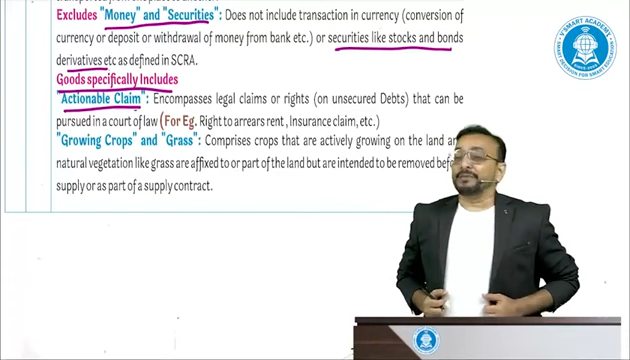 Excludes "Money" and "Securities": Does not include transaction in currency (conversion of
currency or deposit or withdrawal of money from bank etc.) or securities like stocks and bonds
derivatives etc as defined in SCRA.
Goods specifically Includes
"Actionable Claim": Encompasses legal claims or rights (on unsecured Debts) that can be
pursued in a court of law (For Eg. Right to arrears rent, Insurance claim, etc.)
"Growing Crops" and "Grass": Comprises crops that are actively growing on the land
natural vegetation like grass are affixed to or part of the land but are intended to be removed
supply or as part of a supply contract.
V'SMART ACADEMY